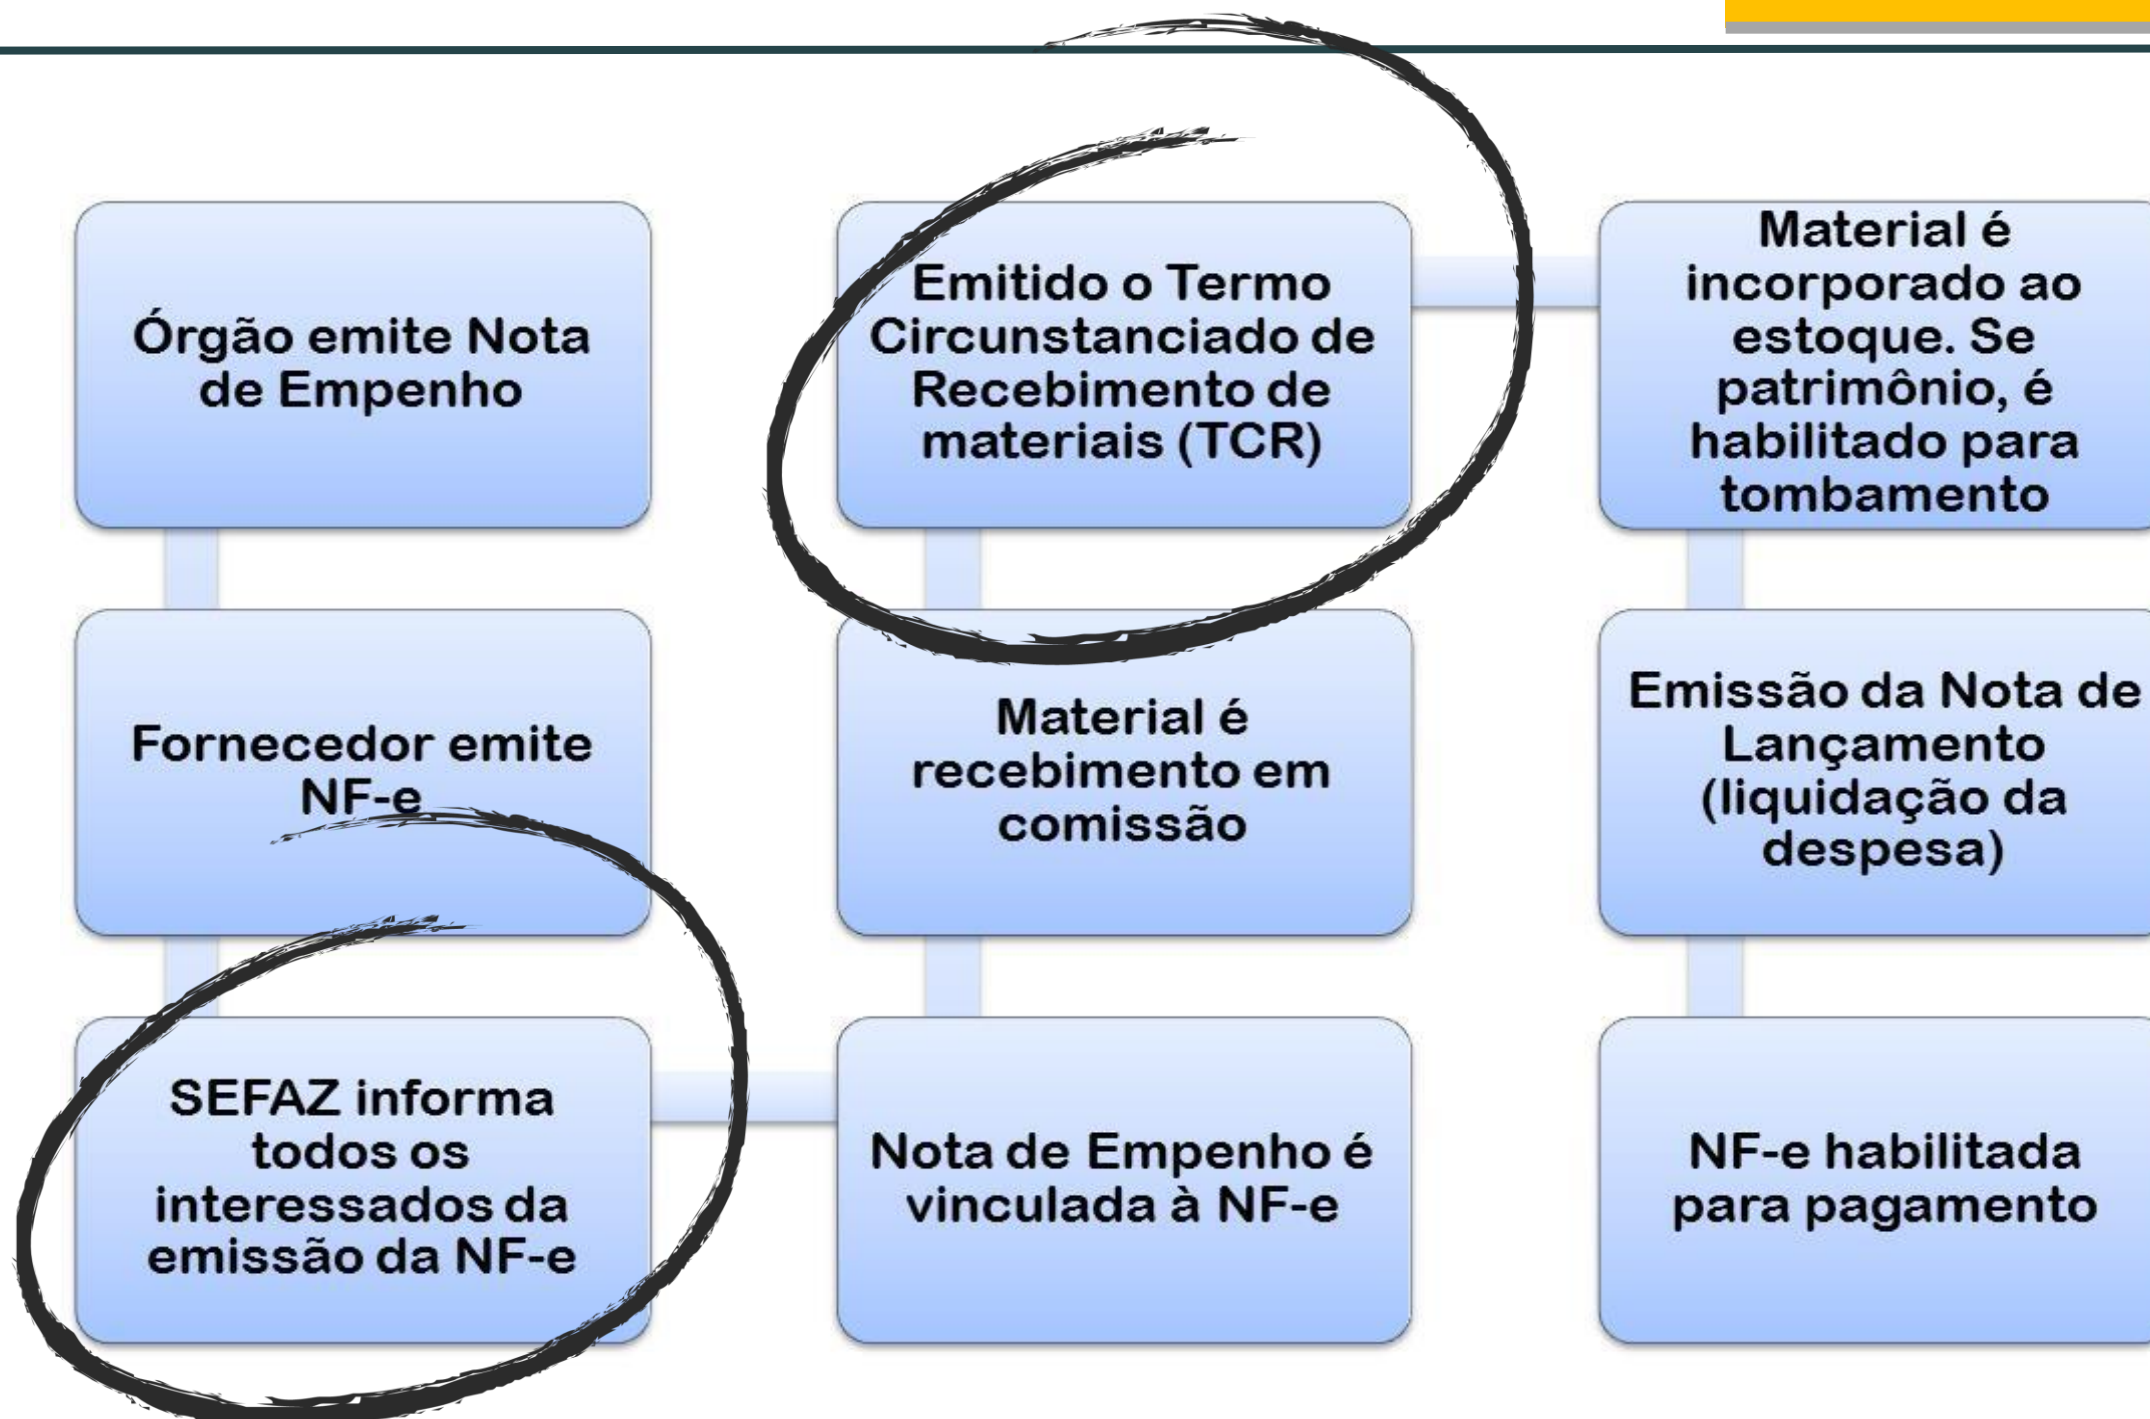 Órgão emite Nota
de Empenho
Fornecedor emite
NF-e
SEFAZ informa
todos os
interessados da
emissão da NF-e
Nota de Empenho é
vinculada à NF-e
Material é
recebimento em
comissão
Emitido o Termo
Circunstanciado de
Recebimento de
materiais (TCR)
Material é
incorporado ao
estoque. Se
patrimônio, é
habilitado para
tombamento
Emissão da Nota de
Lançamento
(liquidação da
despesa)
NF-e habilitada
para pagamento